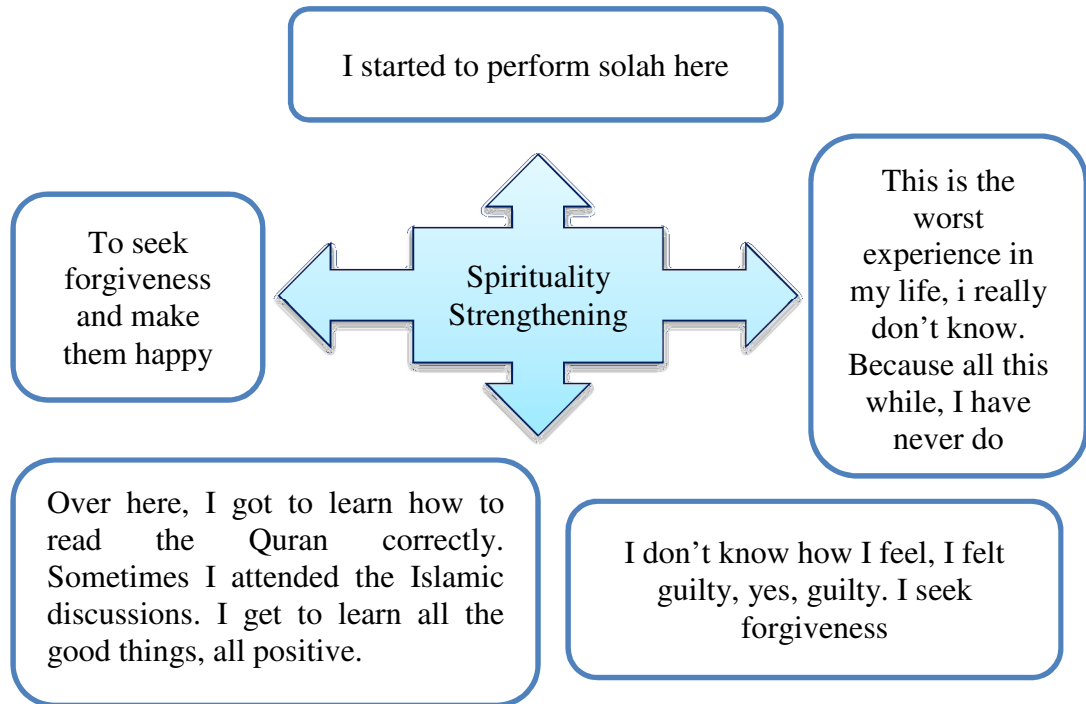 I started to perform solah here
To seek
forgiveness
and make
them happy
Spirituality
Strengthening
This is the
worst
experience in
my life, i really
don’t know.
Because all this
while, I have
never do
Over here, I got to learn how to
read the Quran correctly.
Sometimes I attended the Islamic
discussions. I get to learn all the
good things, all positive.
I don’t know how I feel, I felt
guilty, yes, guilty. I seek
forgiveness